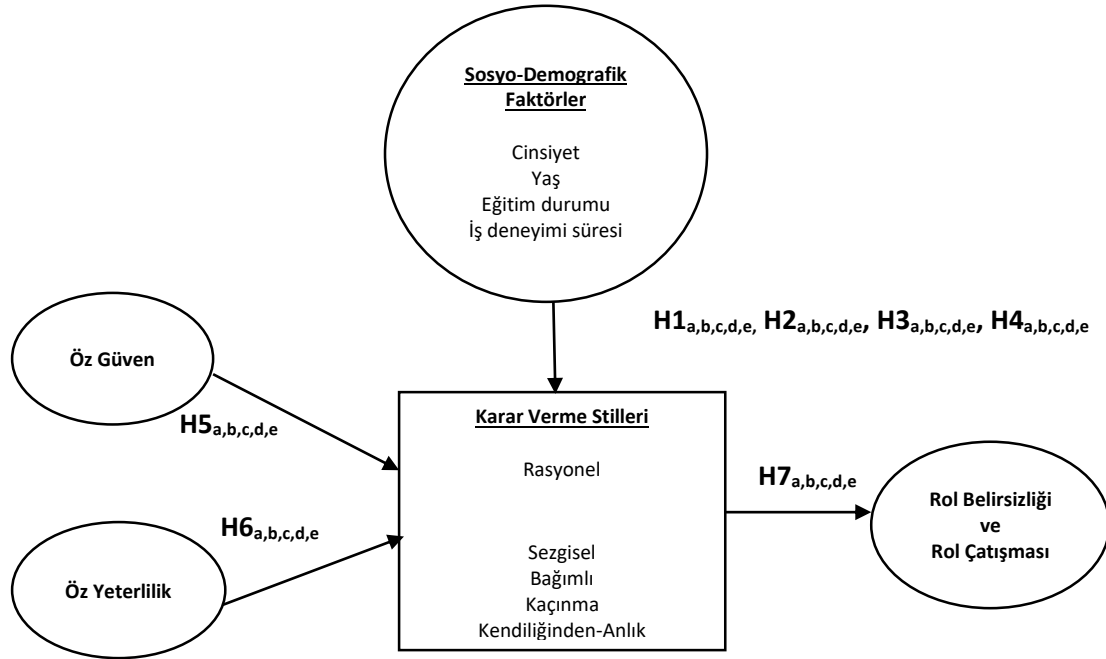 Sosyo-Demografik
Faktörler
Cinsiyet
Yaş
Eğitim durumu
İş deneyimi süresi
H1a,b,c,d,e, H2a,b,c,d,e, H3a,b,c,d,e, H4a,b,c,d,e
Öz Güven
H5a,b,c,d,e
Karar Verme Stilleri
Rasyonel
Sezgisel
Bağımlı
Kaçınma
Kendiliğinden-Anlık
H7a,b,c,d,e
Rol Belirsizliği
ve
Rol Çatışması
H6a,b,c,d,e
Öz Yeterlilik